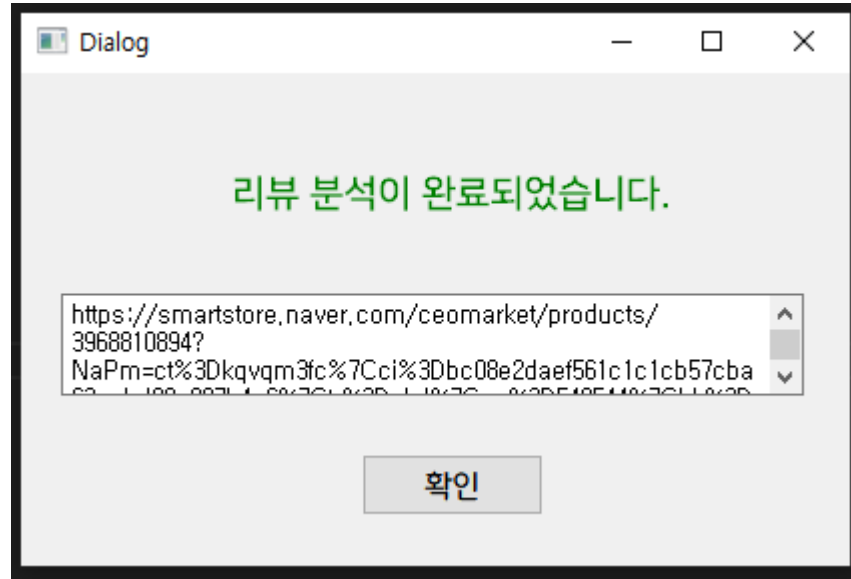 Dialog
리뷰 분석이 완료되었습니다.
https://smartstore.naver.com/ceomarket/products/
3968810894?
NaPm=ct%3Dkqvqm3fc%7Cci%3Dbc08e2daef561c1c1cb57cba
확인